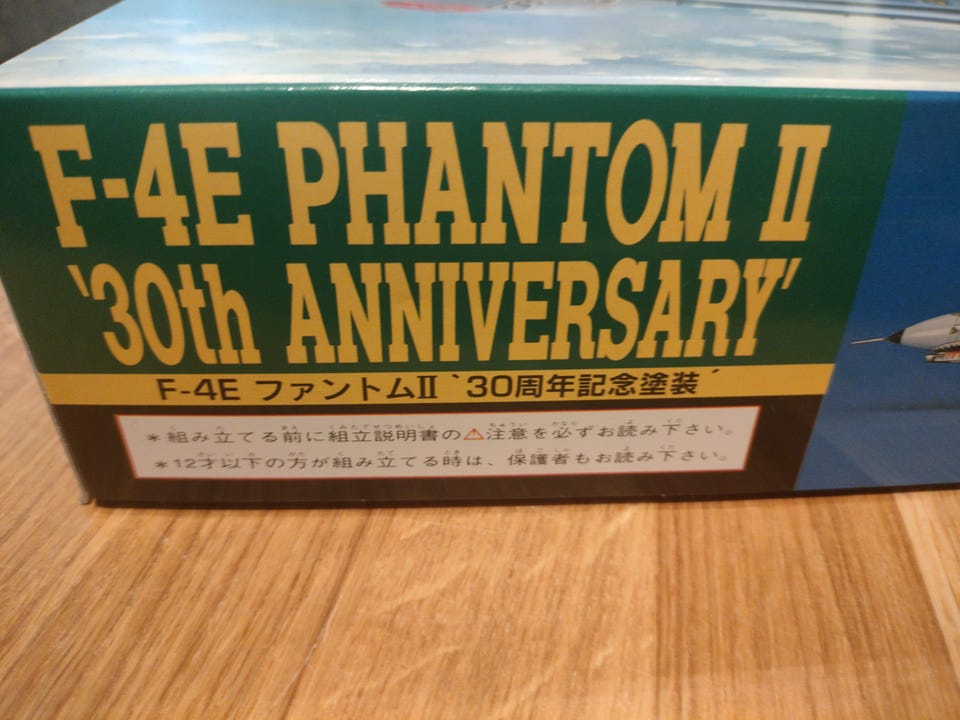 F-4E PHANTOM II
'30th ANNIVERSARY'
F-4E ファントムII '30周年記念塗装'
＊組み立てる前に組立説明書の⚠注意を必ずお読み下さい。
＊12才以下の方が組み立てる時は、保護者もお読み下さい。